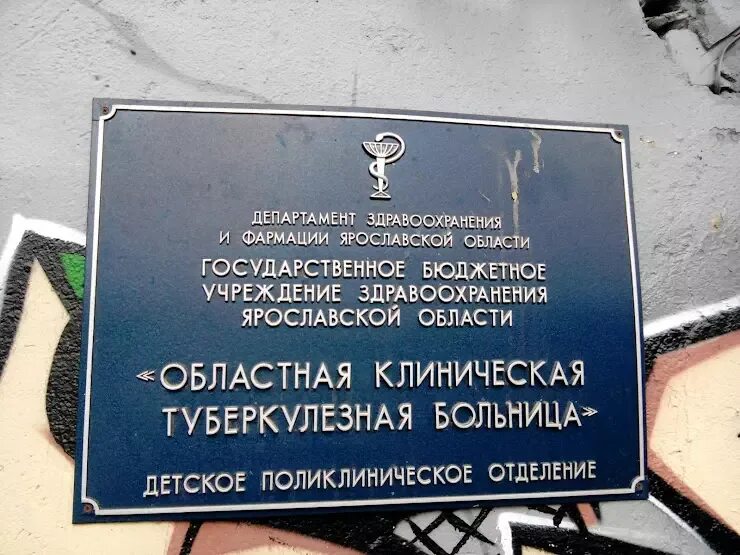 ДЕПАРТАМЕНТ ЗДРАВООХРАНЕНИЯ
И ФАРМАЦИИ ЯРОСЛАВСКОЙ ОБЛАСТИ
ГОСУДАРСТВЕННОЕ БЮДЖЕТНОЕ
УЧРЕЖДЕНИЕ ЗДРАВООХРАНЕНИЯ
ЯРОСЛАВСКОЙ ОБЛАСТИ
«ОБЛАСТНАЯ КЛИНИЧЕСКАЯ
ТУБЕРКУЛЕЗНАЯ БОЛЬНИЦА»
ДЕТСКОЕ ПОЛИКЛИНИЧЕСКОЕ ОТДЕЛЕНИЕ